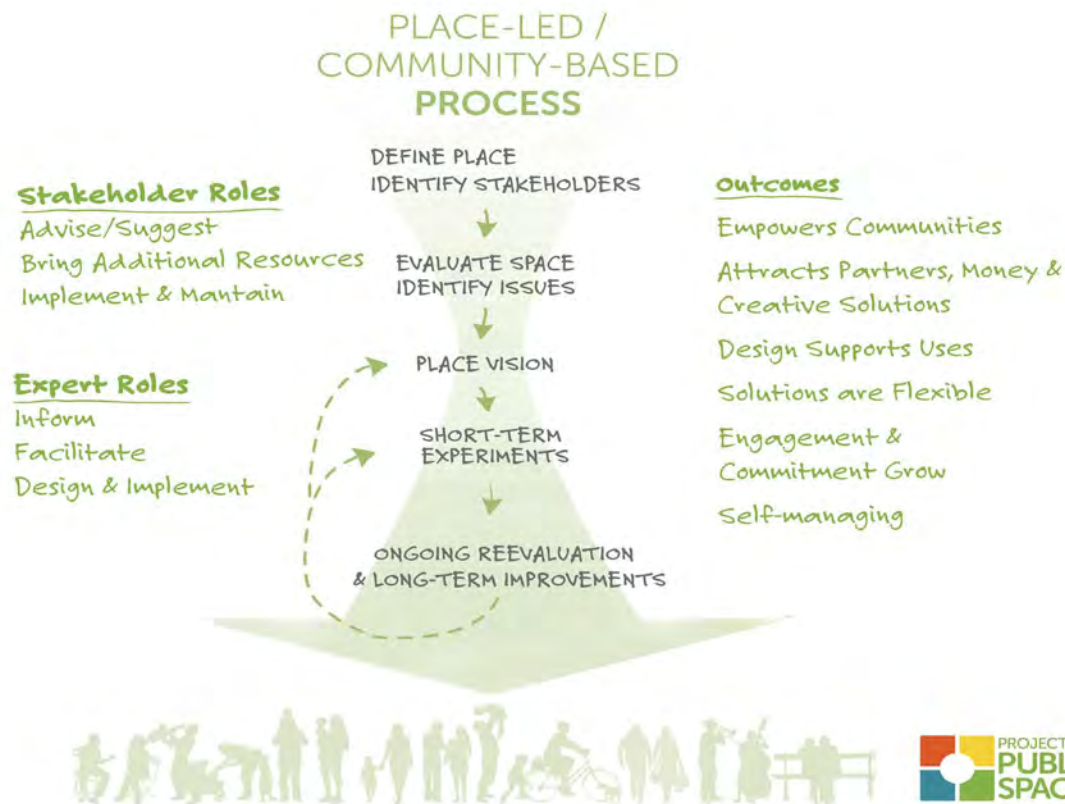 PLACE-LED /
COMMUNITY-BASED
PROCESS
DEFINE PLACE
IDENTIFY STAKEHOLDERS
EVALUATE SPACE
IDENTIFY ISSUES
PLACE VISION
SHORT-TERM
EXPERIMENTS
ONGOING REEVALUATION
& LONG-TERM IMPROVEMENTS
Stakeholder Roles
Advise/Suggest
Bring Additional Resources
Implement & Mantain
Expert Roles
Inform
Facilitate
Design & Implement
Outcomes
Empowers Communities
Attracts Partners, Money &
Creative Solutions
Design Supports Uses
Solutions are Flexible
Engagement &
Commitment Grow
Self-managing
PROJECT